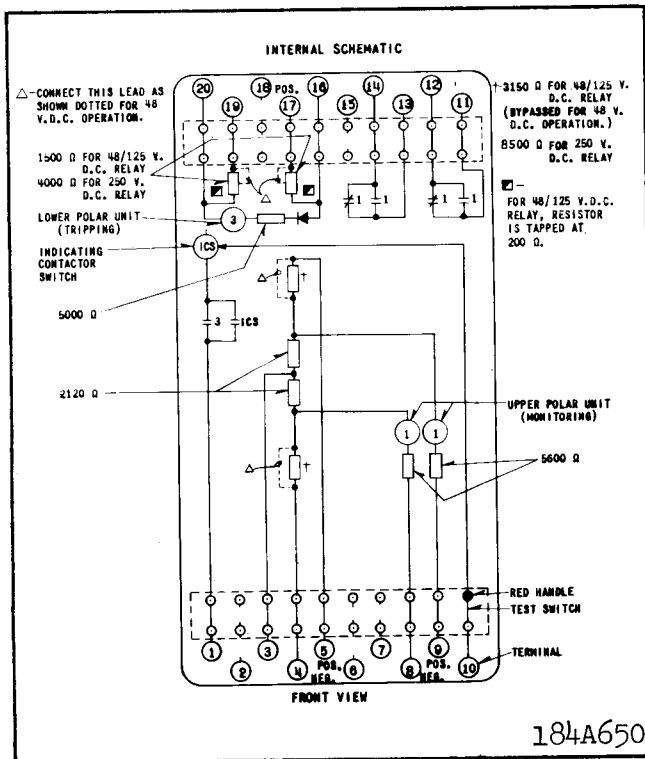 INTERNAL SCHEMATIC
△-CONNECT THIS LEAD AS
SHOWN DOTTED FOR 48
V.D.C. OPERATION.
20
19
18 POS.
17
16
15
14
13
12
11
†-3150 Ω FOR 48/125 V.
D.C. RELAY
(BYPASSED FOR 48 V.
D.C. OPERATION.)
8500 Ω FOR 250 V.
D.C. RELAY
1500 Ω FOR 48/125 V.
D.C. RELAY
4000 Ω FOR 250 V.
D.C. RELAY
△
1
1
1
1
FOR 48/125 V.D.C.
RELAY, RESISTOR
IS TAPPED AT
200 Ω.
LOWER POLAR UNIT
(TRIPPING)
3
INDICATING
CONTACTOR
SWITCH
ICS
5000 Ω
△
†
3
ICS
2120 Ω
UPPER POLAR UNIT
(MONITORING)
1
1
△
†
5600 Ω
RED HANDLE
TEST SWITCH
TERMINAL
1
2
3
4
5
6
7
8
9
10
POS.
NEG.
POS.
NEG.
FRONT VIEW
184A650